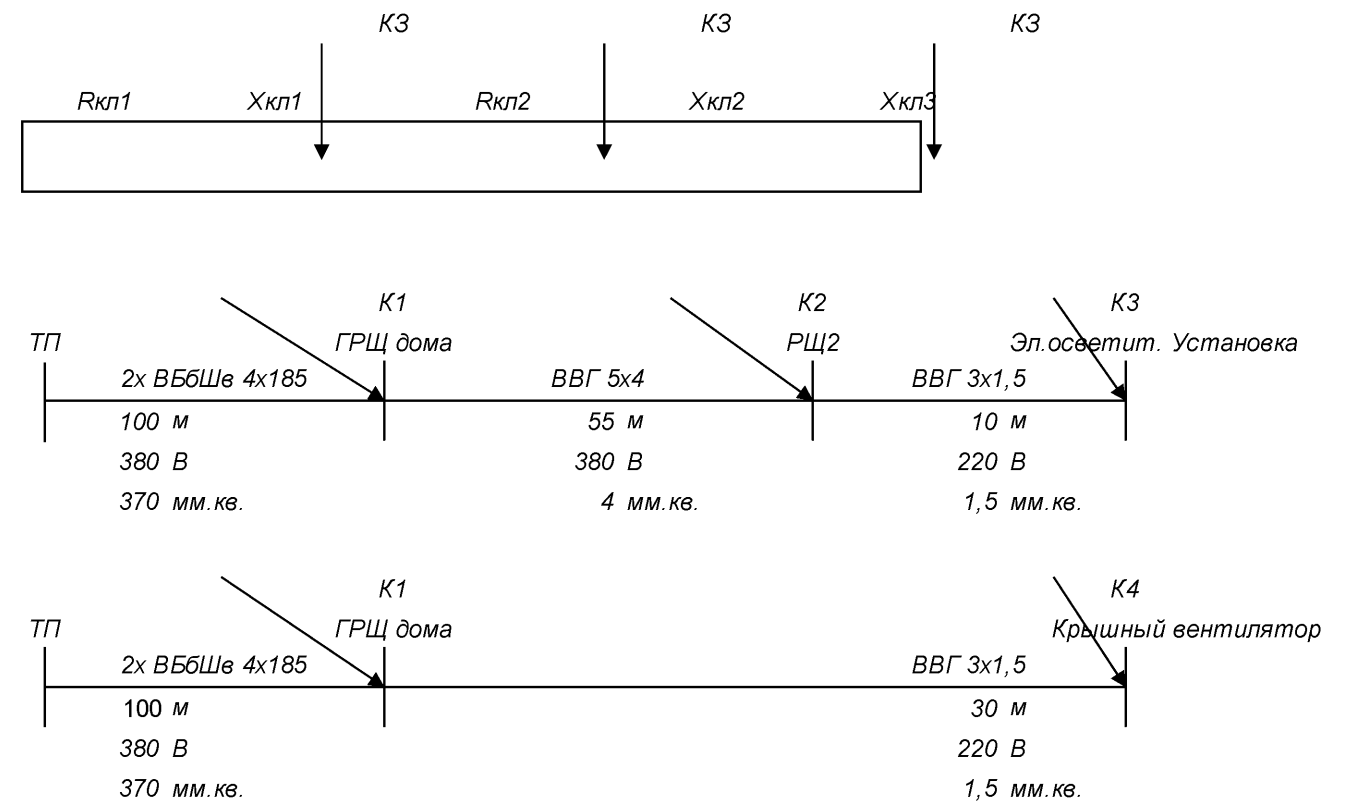 КЗ КЗ КЗ
Rкл1 Xкл1 Rкл2 Xкл2 Xкл3
К1 К2 К3
ТП ГРЩ дома РЩ2 Эл.осветит. Установка
2х ВБбШв 4х185 ВВГ 5х4 ВВГ 3х1,5
100 м 55 м 10 м
380 В 380 В 220 В
370 мм.кв. 4 мм.кв. 1,5 мм.кв.
К1 К4
ТП ГРЩ дома Крышный вентилятор
2х ВБбШв 4х185 ВВГ 3х1,5
100 м 30 м
380 В 220 В
370 мм.кв. 1,5 мм.кв.